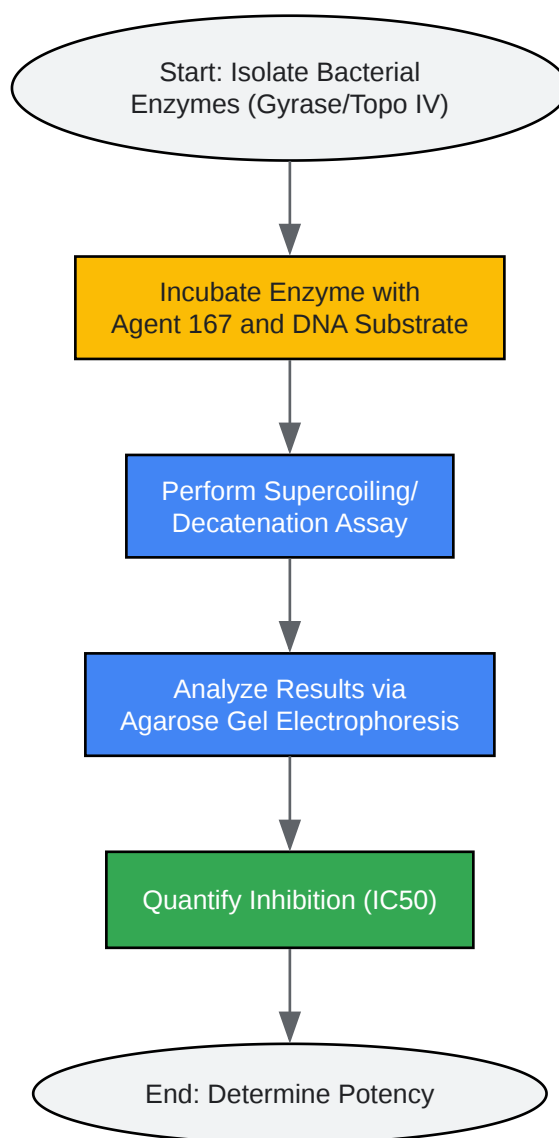 Start: Isolate Bacterial
Enzymes (Gyrase/Topo IV)
Incubate Enzyme with
Agent 167 and DNA Substrate
Perform Supercoiling/
Decatenation Assay
Analyze Results via
Agarose Gel Electrophoresis
Quantify Inhibition (IC50)
End: Determine Potency